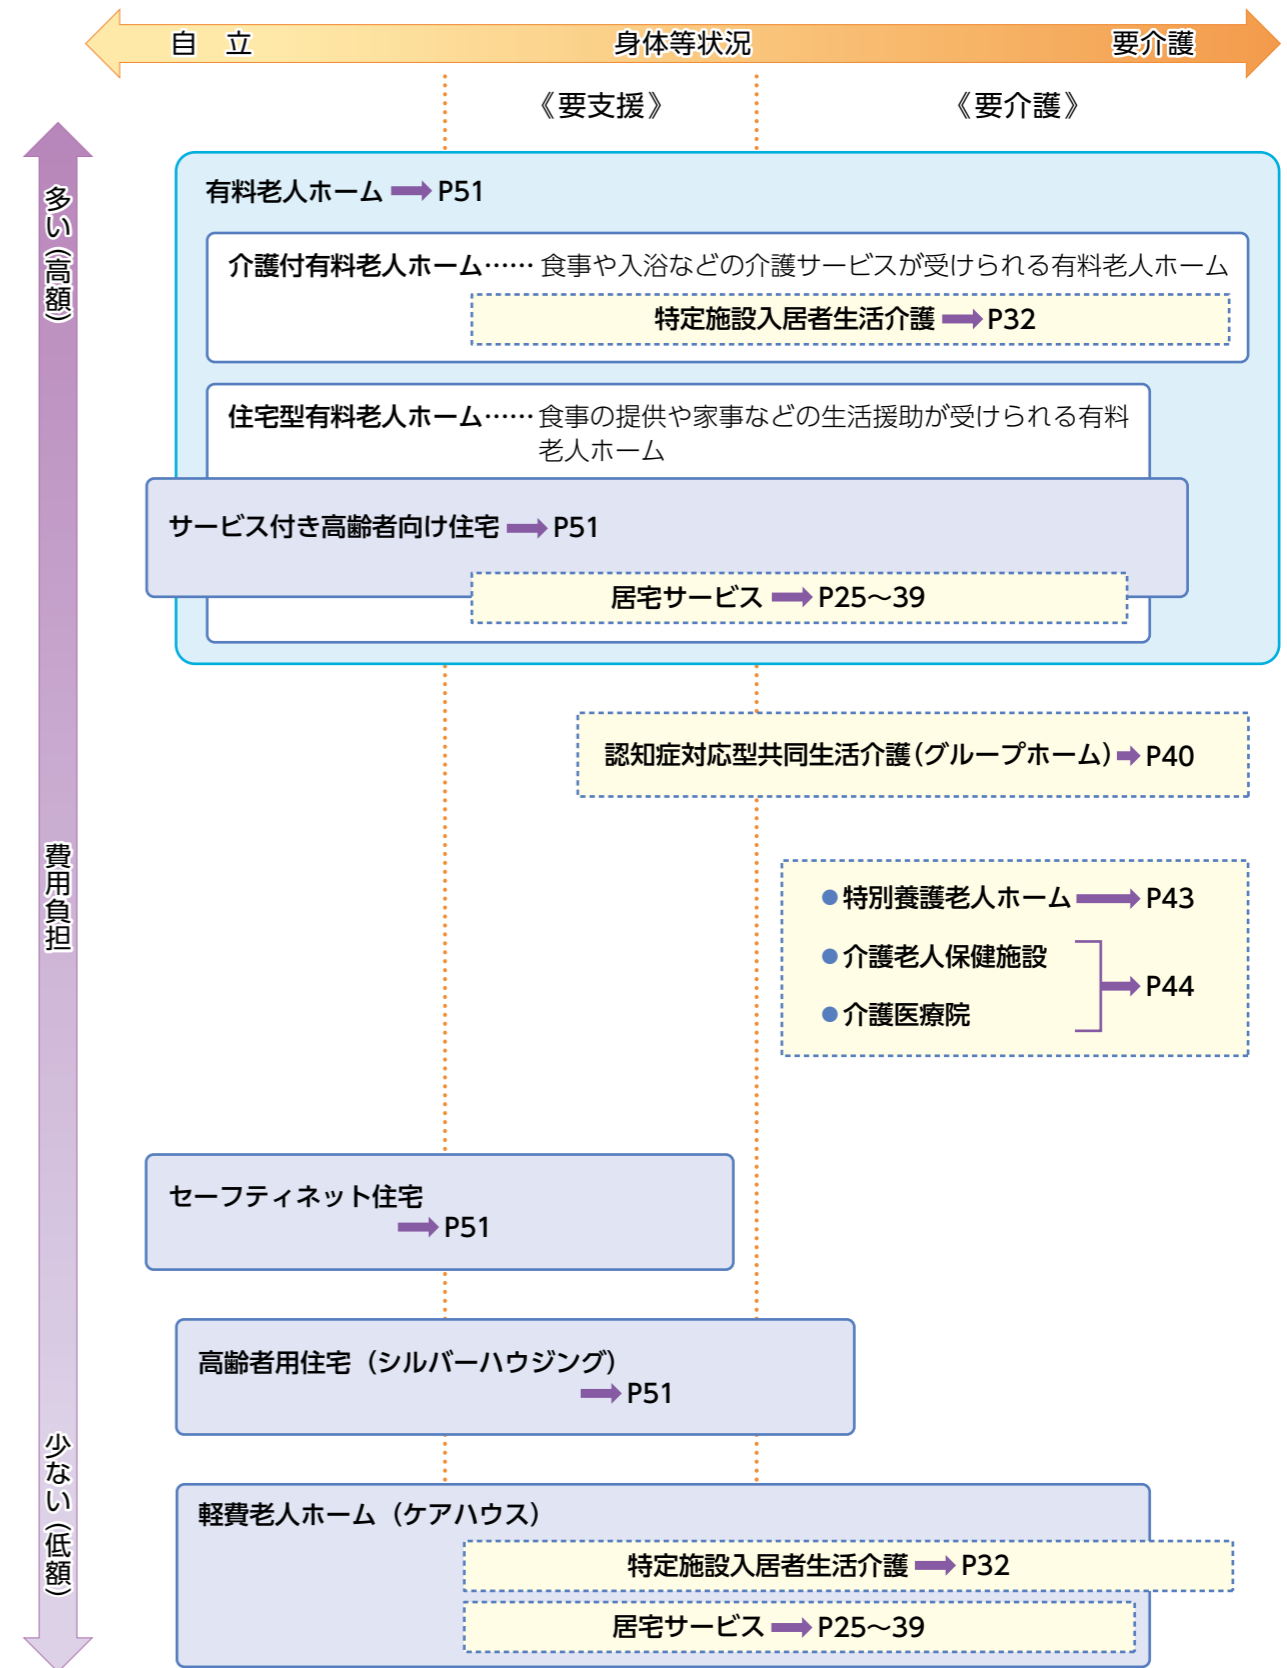 自 立 身体等状況 要介護
《要支援》 《要介護》
多い(高額)
費用負担
少ない(低額)
有料老人ホーム P51
介護付有料老人ホーム…… 食事や入浴などの介護サービスが受けられる有料老人ホーム
特定施設入居者生活介護 P32
住宅型有料老人ホーム…… 食事の提供や家事などの生活援助が受けられる有料
老人ホーム
サービス付き高齢者向け住宅 P51
居宅サービス P25〜39
認知症対応型共同生活介護(グループホーム) P40
●特別養護老人ホーム P43
●介護老人保健施設
P44
●介護医療院
セーフティネット住宅
P51
高齢者用住宅(シルバーハウジング)
P51
軽費老人ホーム(ケアハウス)
特定施設入居者生活介護 P32
居宅サービス P25〜39